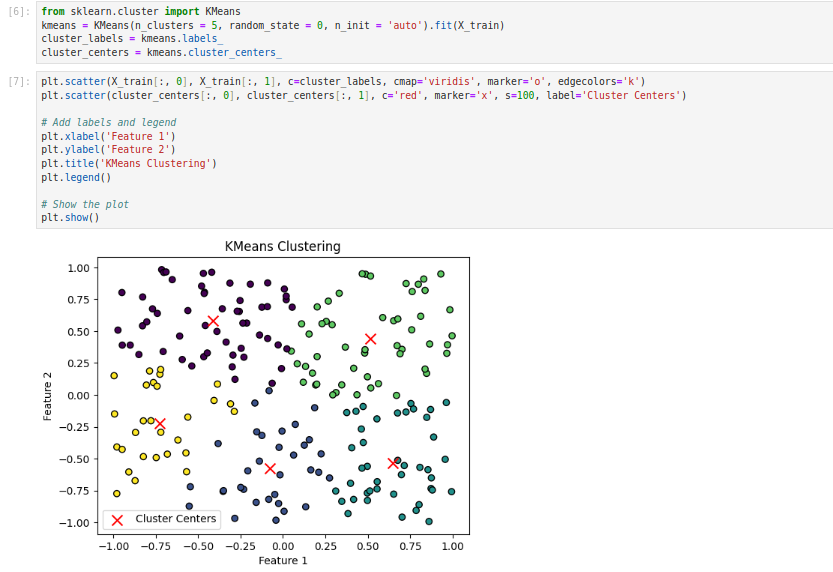 [6]: from sklearn.cluster import KMeans
kmeans = KMeans(n_clusters = 5, random_state = 0, n_init = 'auto').fit(X_train)
cluster_labels = kmeans.labels_
cluster_centers = kmeans.cluster_centers_
[7]: plt.scatter(X_train[:, 0], X_train[:, 1], c=cluster_labels, cmap='viridis', marker='o', edgecolors='k')
plt.scatter(cluster_centers[:, 0], cluster_centers[:, 1], c='red', marker='x', s=100, label='Cluster Centers')
# Add labels and legend
plt.xlabel('Feature 1')
plt.ylabel('Feature 2')
plt.title('KMeans Clustering')
plt.legend()
# Show the plot
plt.show()
KMeans Clustering
1.00
0.75
0.50
0.25
0.00
−0.25
−0.50
−0.75
−1.00
Feature 2
Cluster Centers
−1.00 −0.75 −0.50 −0.25 0.00 0.25 0.50 0.75 1.00
Feature 1